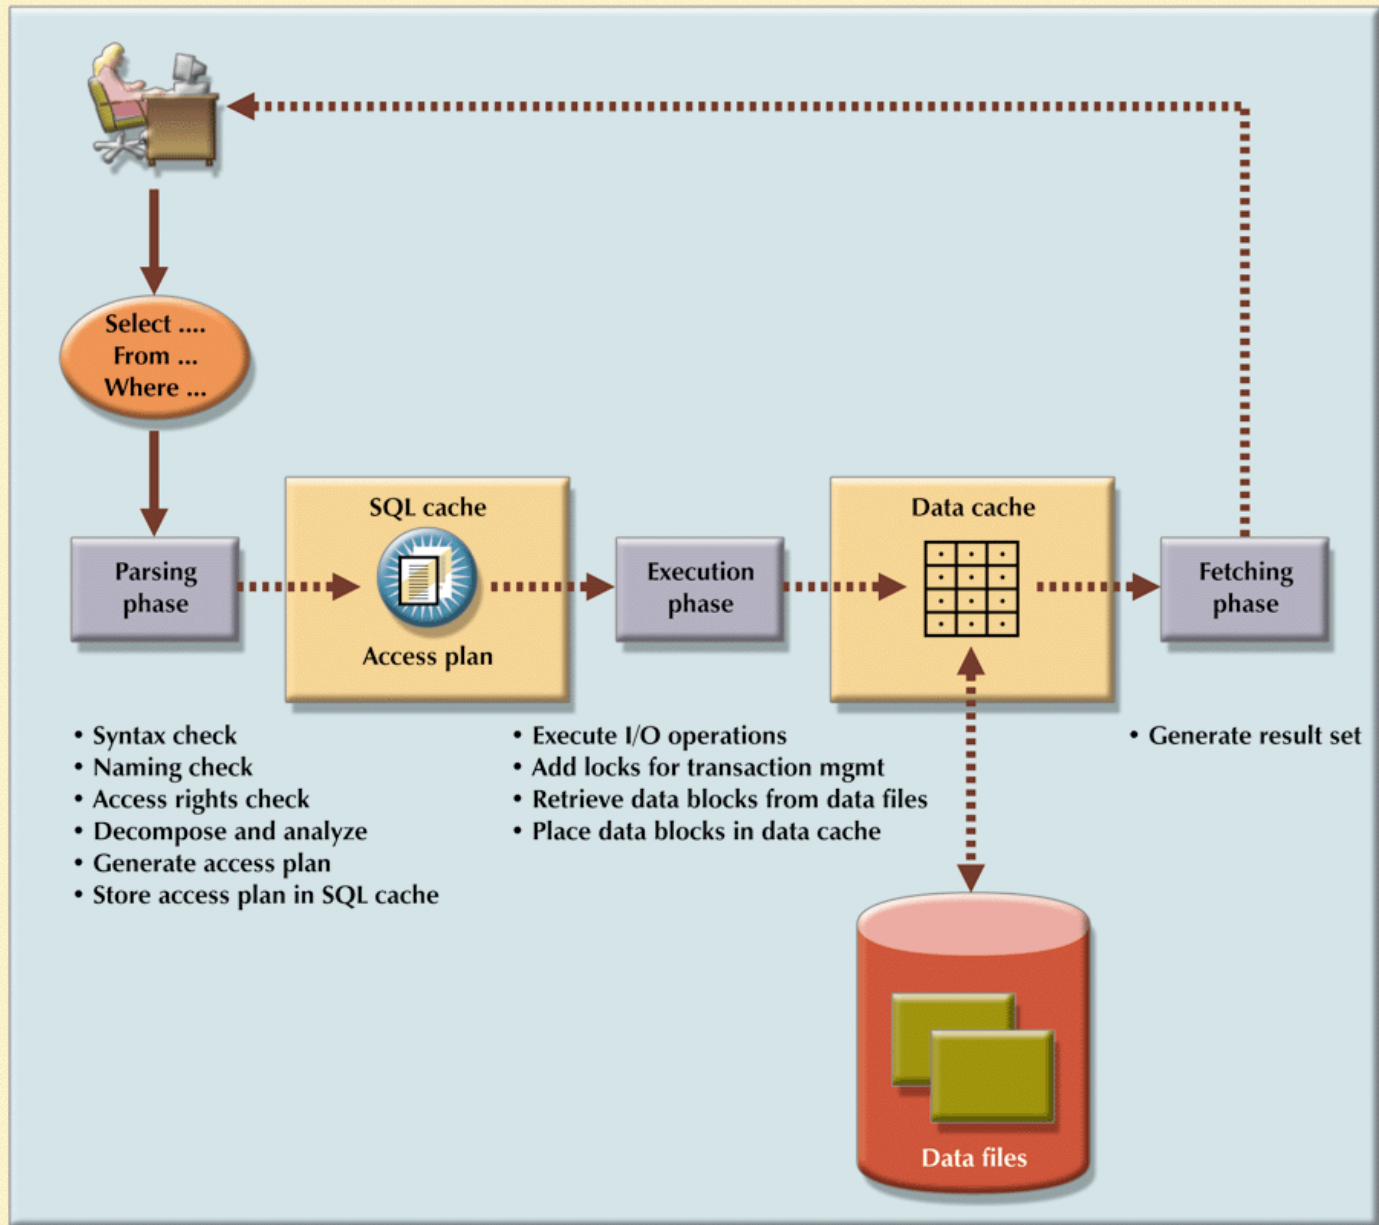 Select ....
From ...
Where ...
Parsing
phase
SQL cache
Access plan
Execution
phase
Data cache
Fetching
phase
• Syntax check
• Naming check
• Access rights check
• Decompose and analyze
• Generate access plan
• Store access plan in SQL cache
• Execute I/O operations
• Add locks for transaction mgmt
• Retrieve data blocks from data files
• Place data blocks in data cache
• Generate result set
Data files